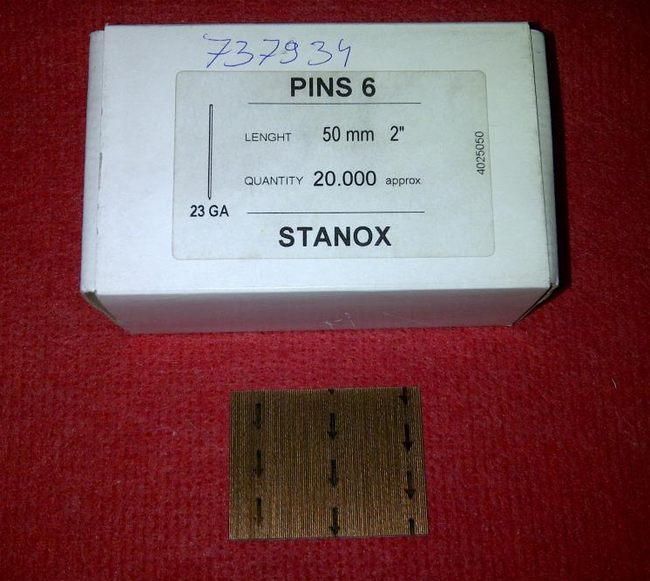 737934
PINS 6
LENGHT 50 mm 2"
QUANTITY 20.000 approx
23 GA
STANOX
4025050